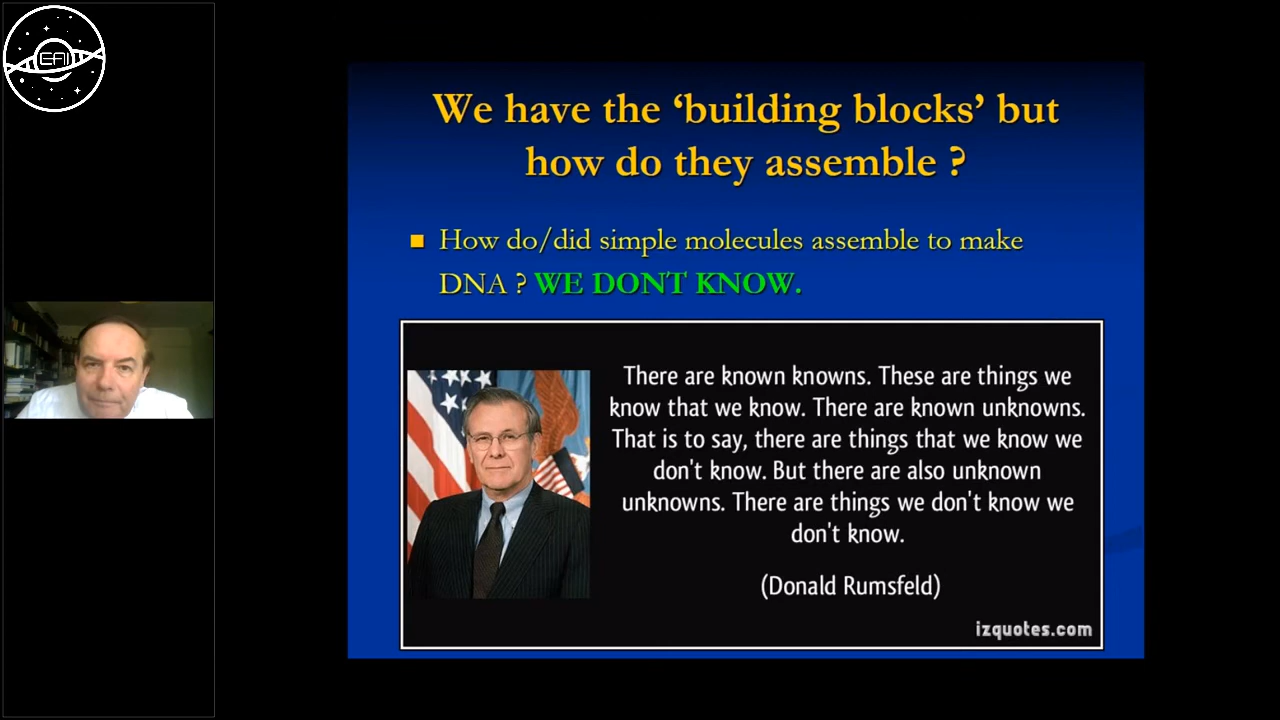 EAI
We have the ‘building blocks’ but
how do they assemble ?
How do/did simple molecules assemble to make
DNA ? WE DONT KNOW.
There are known knowns. These are things we
know that we know. There are known unknowns.
That is to say, there are things that we know we
don't know. But there are also unknown
unknowns. There are things we don't know we
don't know.
(Donald Rumsfeld)
izquotes.com